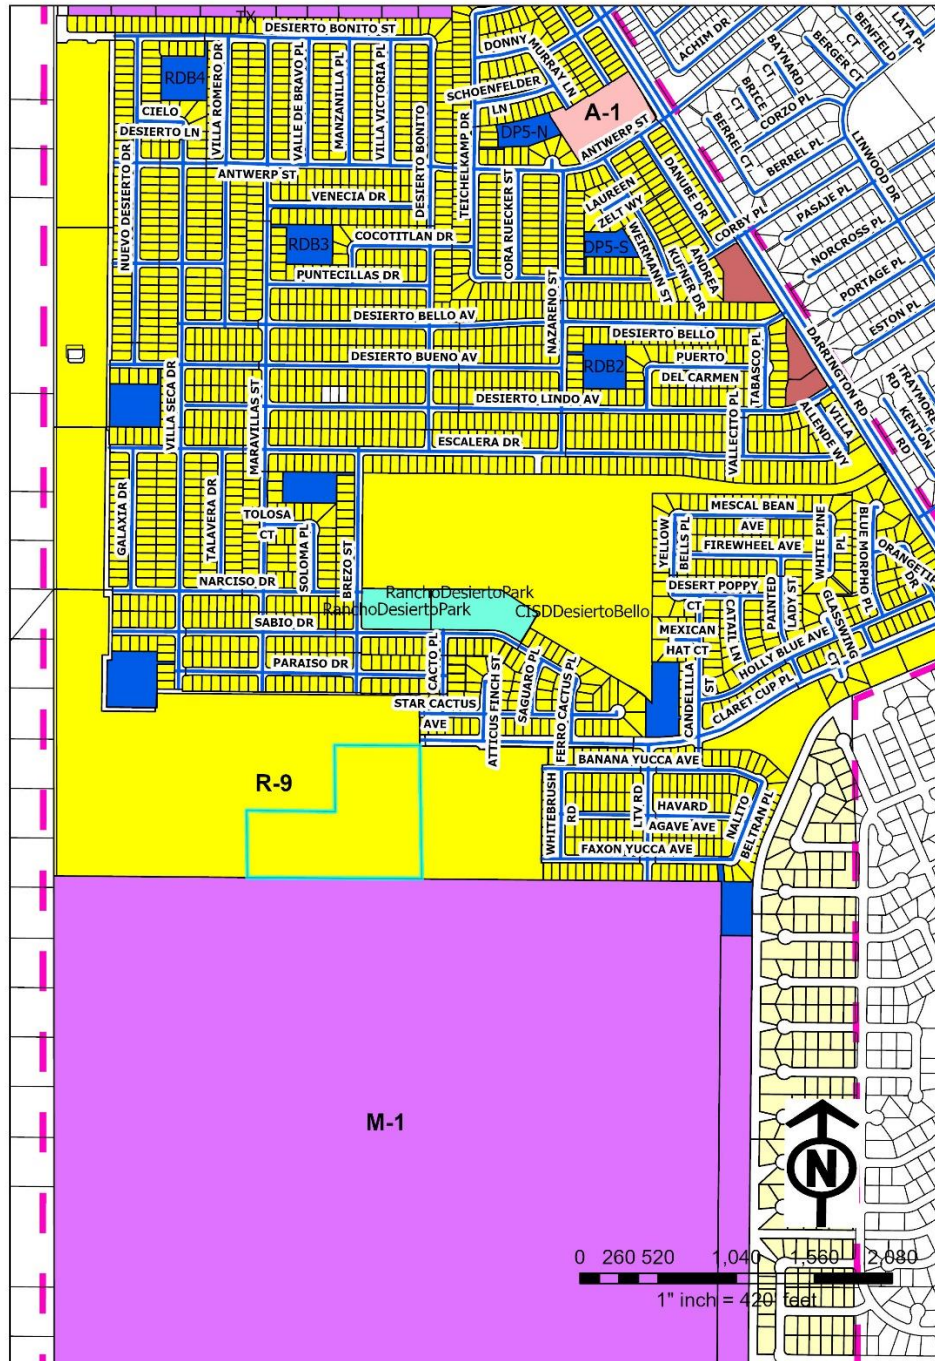 TX
DESIERTO BONITO ST
DONNY
MURRAY LN
ACHIM DR
BAYNARD
CT
BERGER CT
BENFIELD
CT
LATA PL
RDB4
VILLA ROMERO DR
VALLE DE BRAVO PL
MANZANILLA PL
VILLA VICTORIA PL
SCHOENFELDER
LN
A-1
BRICE
CT
CORZO PL
CIELO
DESIERTO LN
DP5-N
ANTWERP ST
BERREL CT
BERREL PL
LINWOOD DR
NUEVO DESIERTO DR
ANTWERP ST
DESIERTO BONITO
TEICHELKAMP DR
VENECIA DR
CORA RUECKER ST
LAUREEN
ZELT WY
DANUBE DR
PASAJE PL
CORBY PL
RDB3
COCOTITLAN DR
DP5-S
WEIRMANN ST
KUFNER DR
ANDREA
NORCROSS PL
PUNTECILLAS DR
PORTAGE PL
NAZARENO ST
DESIERTO BELLO AV
DESIERTO BELLO
ESTON PL
DESIERTO BUENO AV
RDB2
PUERTO
DEL CARMEN
TABASCO PL
DARRINGTON RD
TRAYMORE
RD
KENTON
RD
VILLA SECA DR
MARAVILLAS ST
DESIERTO LINDO AV
VALLECITO PL
VILLA
ALLENDE WY
ESCALERA DR
GALAXIA DR
TALAVERA DR
TOLOSA
CT
SOLOMA PL
BREZO ST
MESCAL BEAN
AVE
YELLOW
BELLS PL
FIREWHEEL AVE
WHITE PINE
PL
BLUE MORPHO PL
ORANGETIP
DR
NARCISO DR
RanchoDesiertoPark
RanchoDesiertoPark
CISDDesiertoBello
DESERT POPPY
CT
CATTAIL LN
PAINTED
LADY ST
GLASSWING
CT
SABIO DR
MEXICAN
HAT CT
HOLLY BLUE AVE
PARAISO DR
CACTO PL
CANDELILLA
ST
CLARET CUP PL
STAR CACTUS
AVE
ATTICUS FINCH ST
SAGUARO PL
FERRO CACTUS PL
BANANA YUCCA AVE
R-9
WHITEBRUSH
RD
LTV RD
HAVARD
AGAVE AVE
NALITO
BELTRAN PL
FAXON YUCCA AVE
M-1
N
0 260 520 1,040 1,560 2,080
1" inch = 420 feet